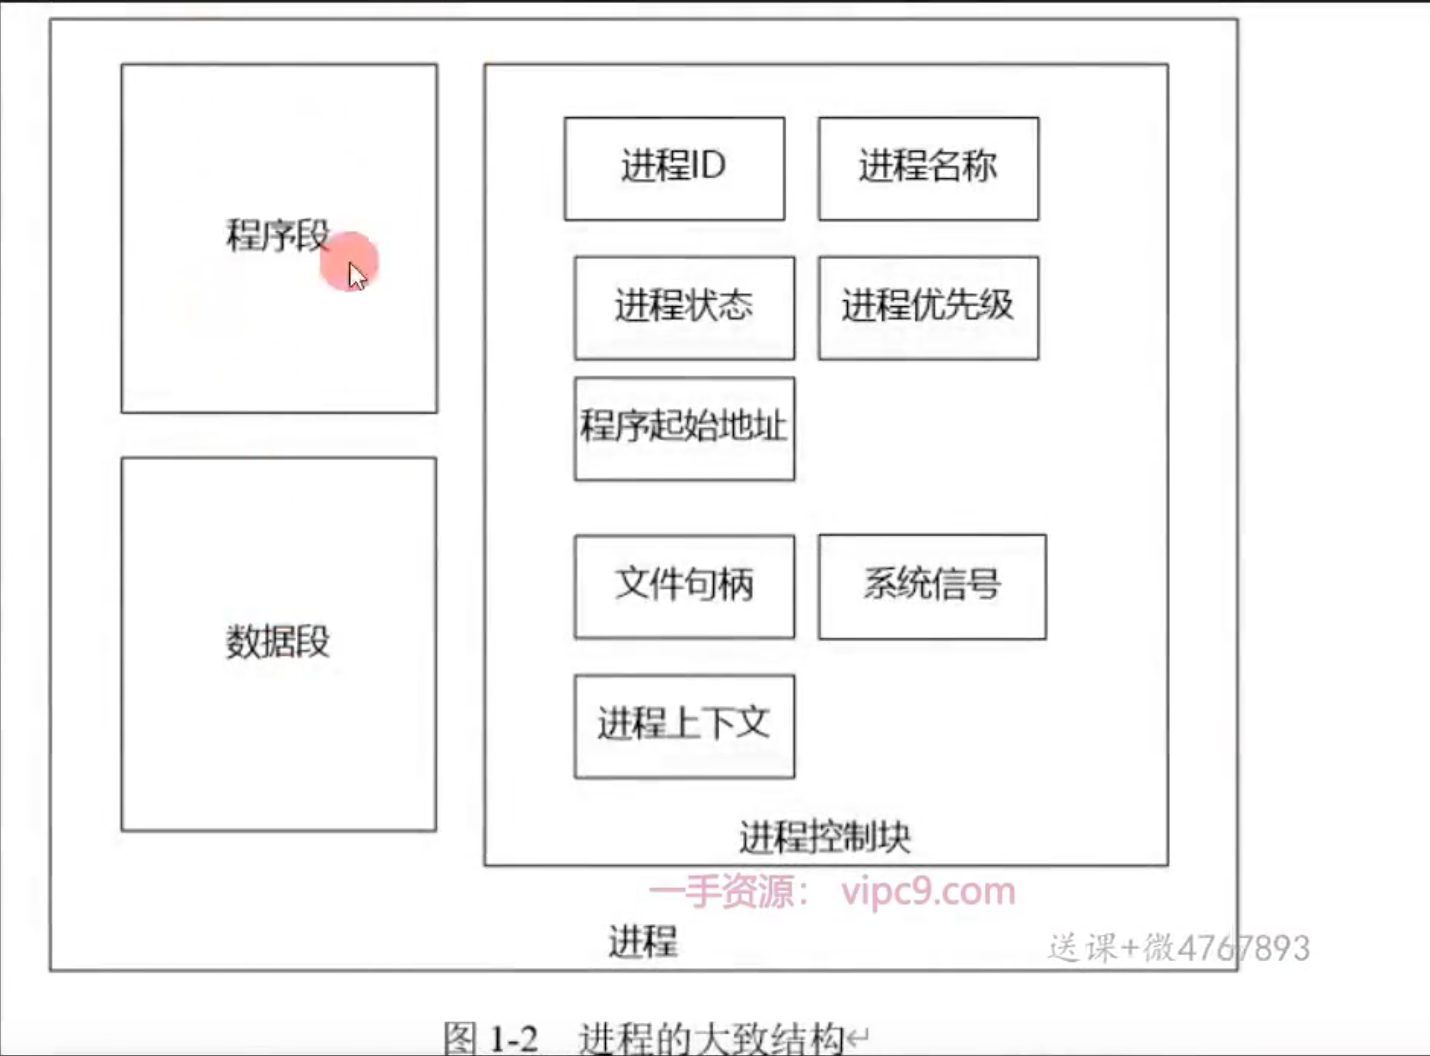 程序段
数据段
进程ID 进程名称
进程状态 进程优先级
程序起始地址
文件句柄 系统信号
进程上下文
进程控制块
一手资源： vipc9.com
进程
送课+微4767893
图 1-2 进程的大致结构↵